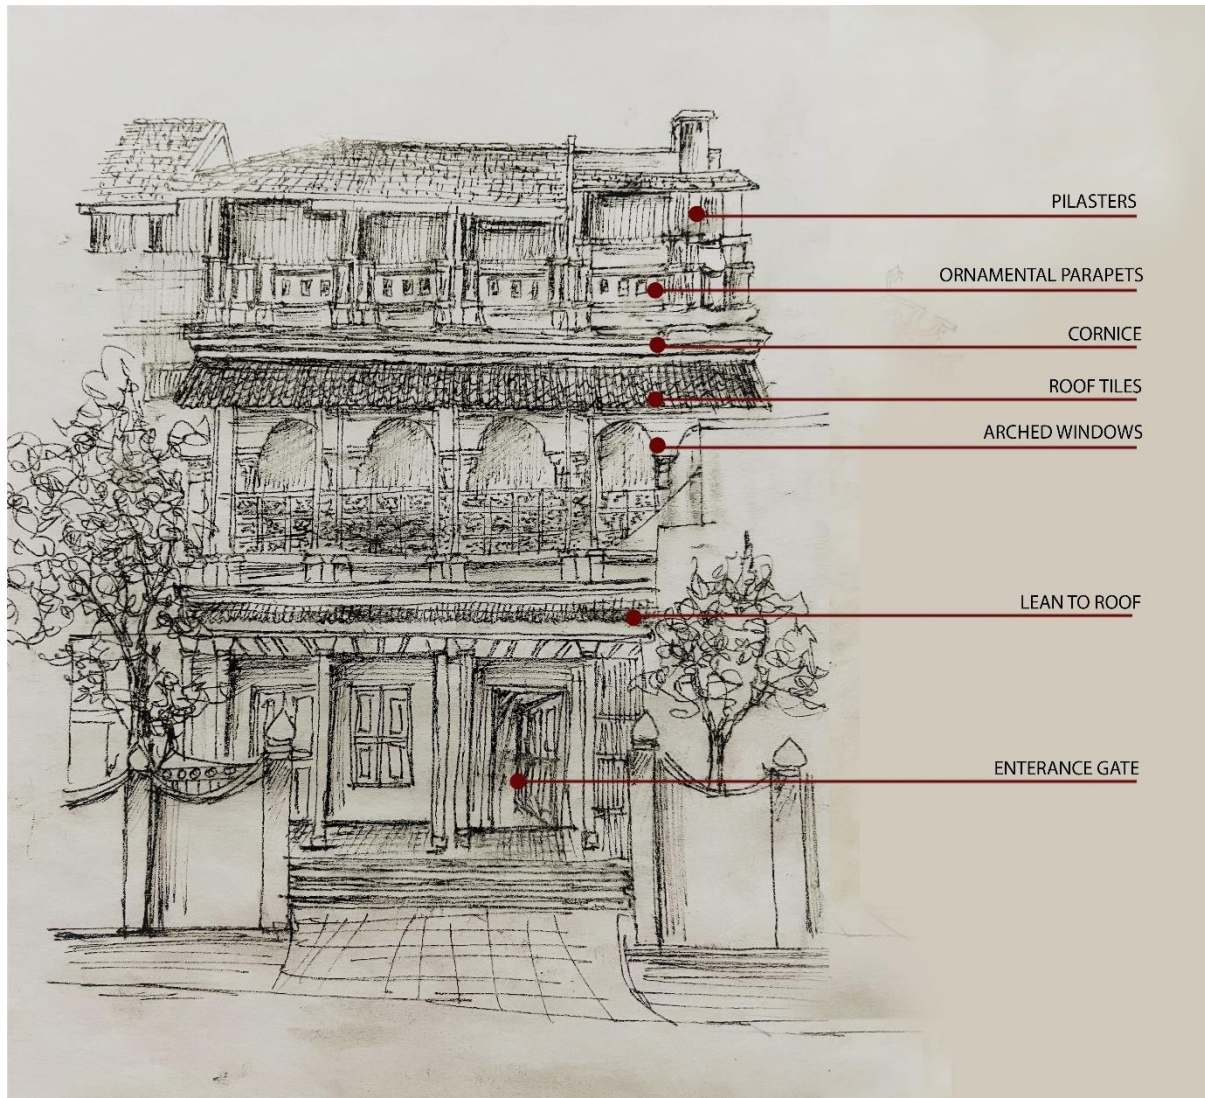 PILASTERS
ORNAMENTAL PARAPETS
CORNICE
ROOF TILES
ARCHED WINDOWS
LEAN TO ROOF
ENTERANCE GATE